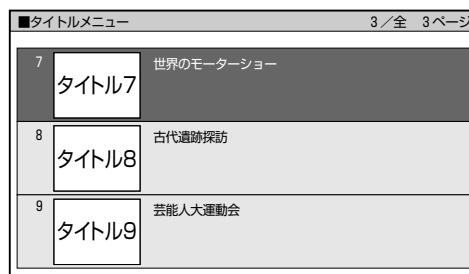 ■タイトルメニュー 3／全 3ページ
7 タイトル7 世界のモーターショー
8 タイトル8 古代遺跡探訪
9 タイトル9 芸能人大運動会